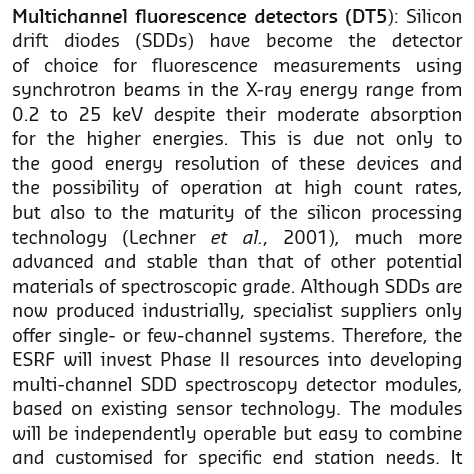 Multichannel fluorescence detectors (DT5): Silicon
drift diodes (SDDs) have become the detector
of choice for fluorescence measurements using
synchrotron beams in the X-ray energy range from
0.2 to 25 keV despite their moderate absorption
for the higher energies. This is due not only to
the good energy resolution of these devices and
the possibility of operation at high count rates,
but also to the maturity of the silicon processing
technology (Lechner et al., 2001), much more
advanced and stable than that of other potential
materials of spectroscopic grade. Although SDDs are
now produced industrially, specialist suppliers only
offer single- or few-channel systems. Therefore, the
ESRF will invest Phase II resources into developing
multi-channel SDD spectroscopy detector modules,
based on existing sensor technology. The modules
will be independently operable but easy to combine
and customised for specific end station needs. It